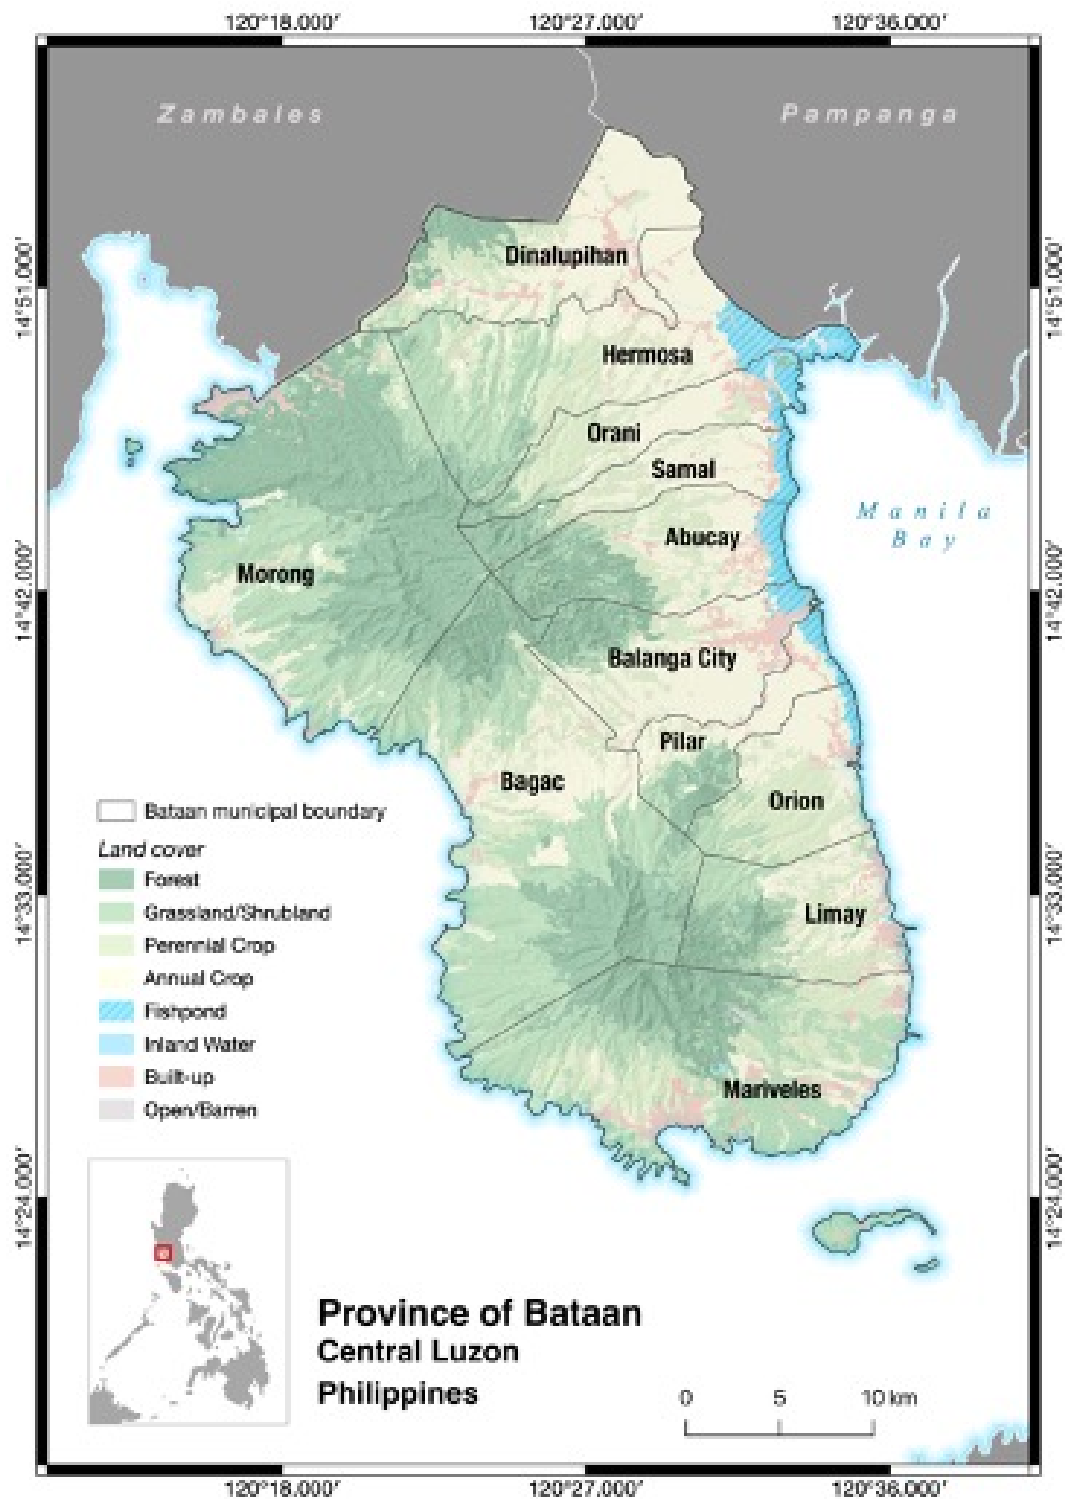 120°18.000′
120°27.000′
120°36.000′
Zambales
Pampanga
14°51.000′
14°51.000′
Dinalupihan
Hermosa
Orani
Samal
Manila
Bay
Abucay
Morong
14°42.000′
14°42.000′
Balanga City
Pilar
Bagac
Orion
Bataan municipal boundary
Land cover
Forest
Grassland/Shrubland
Perennial Crop
Annual Crop
Fishpond
Inland Water
Built-up
Open/Barren
14°33.000′
14°33.000′
Limay
Mariveles
14°24.000′
14°24.000′
Province of Bataan
Central Luzon
Philippines
0 5 10 km
120°18.000′
120°27.000′
120°36.000′